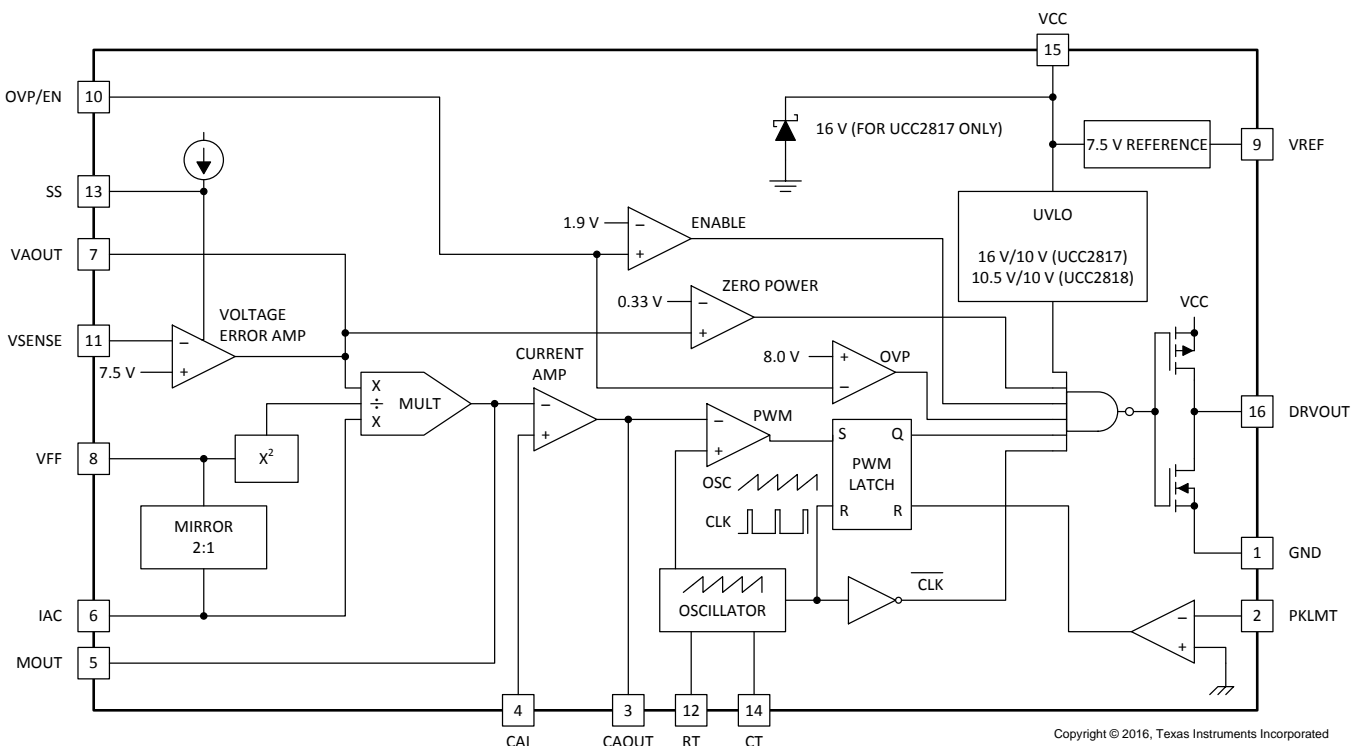 VCC
15
OVP/EN 10
16 V (FOR UCC2817 ONLY)
7.5 V REFERENCE
9 VREF
SS 13
1.9 V
−
+
ENABLE
UVLO
16 V/10 V (UCC2817)
10.5 V/10 V (UCC2818)
VAOUT 7
0.33 V
−
+
ZERO POWER
VCC
VOLTAGE
ERROR AMP
VSENSE 11
−
7.5 V
+
8.0 V
+
−
OVP
CURRENT
AMP
X
÷
X
MULT
−
+
−
+
PWM
S Q
PWM
LATCH
R R
16 DRVOUT
VFF 8
X2
OSC
CLK
MIRROR
2:1
1 GND
OSCILLATOR
CLK
IAC 6
−
+
2 PKLMT
MOUT 5
4
3
12
14
CAI
CAOUT
RT
CT
Copyright © 2016, Texas Instruments Incorporated